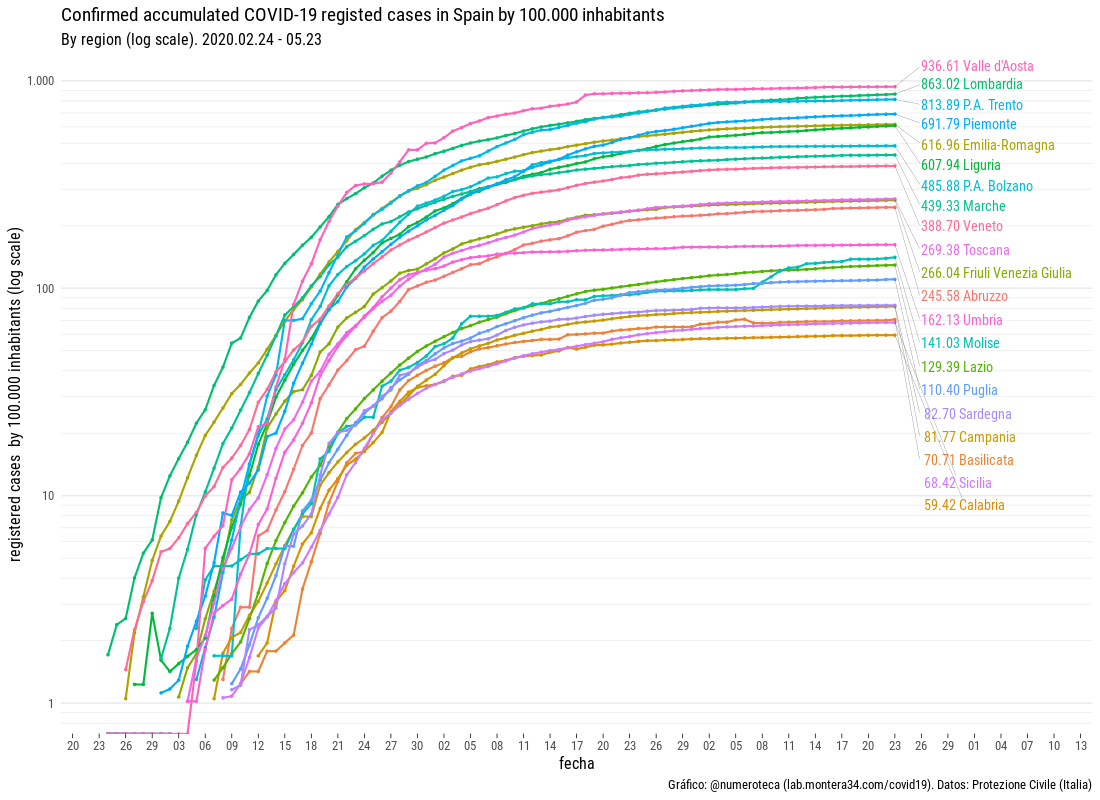 Confirmed accumulated COVID-19 registed cases in Spain by 100.000 inhabitants
By region (log scale). 2020.02.24 - 05.23
registered cases by 100.000 inhabitants (log scale)
1.000
100
10
1
936.61 Valle d'Aosta
863.02 Lombardia
813.89 P.A. Trento
691.79 Piemonte
616.96 Emilia-Romagna
607.94 Liguria
485.88 P.A. Bolzano
439.33 Marche
388.70 Veneto
269.38 Toscana
266.04 Friuli Venezia Giulia
245.58 Abruzzo
162.13 Umbria
141.03 Molise
129.39 Lazio
110.40 Puglia
82.70 Sardegna
81.77 Campania
70.71 Basilicata
68.42 Sicilia
59.42 Calabria
20 23 26 29 03 06 09 12 15 18 21 24 27 30 02 05 08 11 14 17 20 23 26 29 02 05 08 11 14 17 20 23 26 29 01 04 07 10 13
fecha
Gráfico: @numeroteca (lab.montera34.com/covid19). Datos: Protezione Civile (Italia)